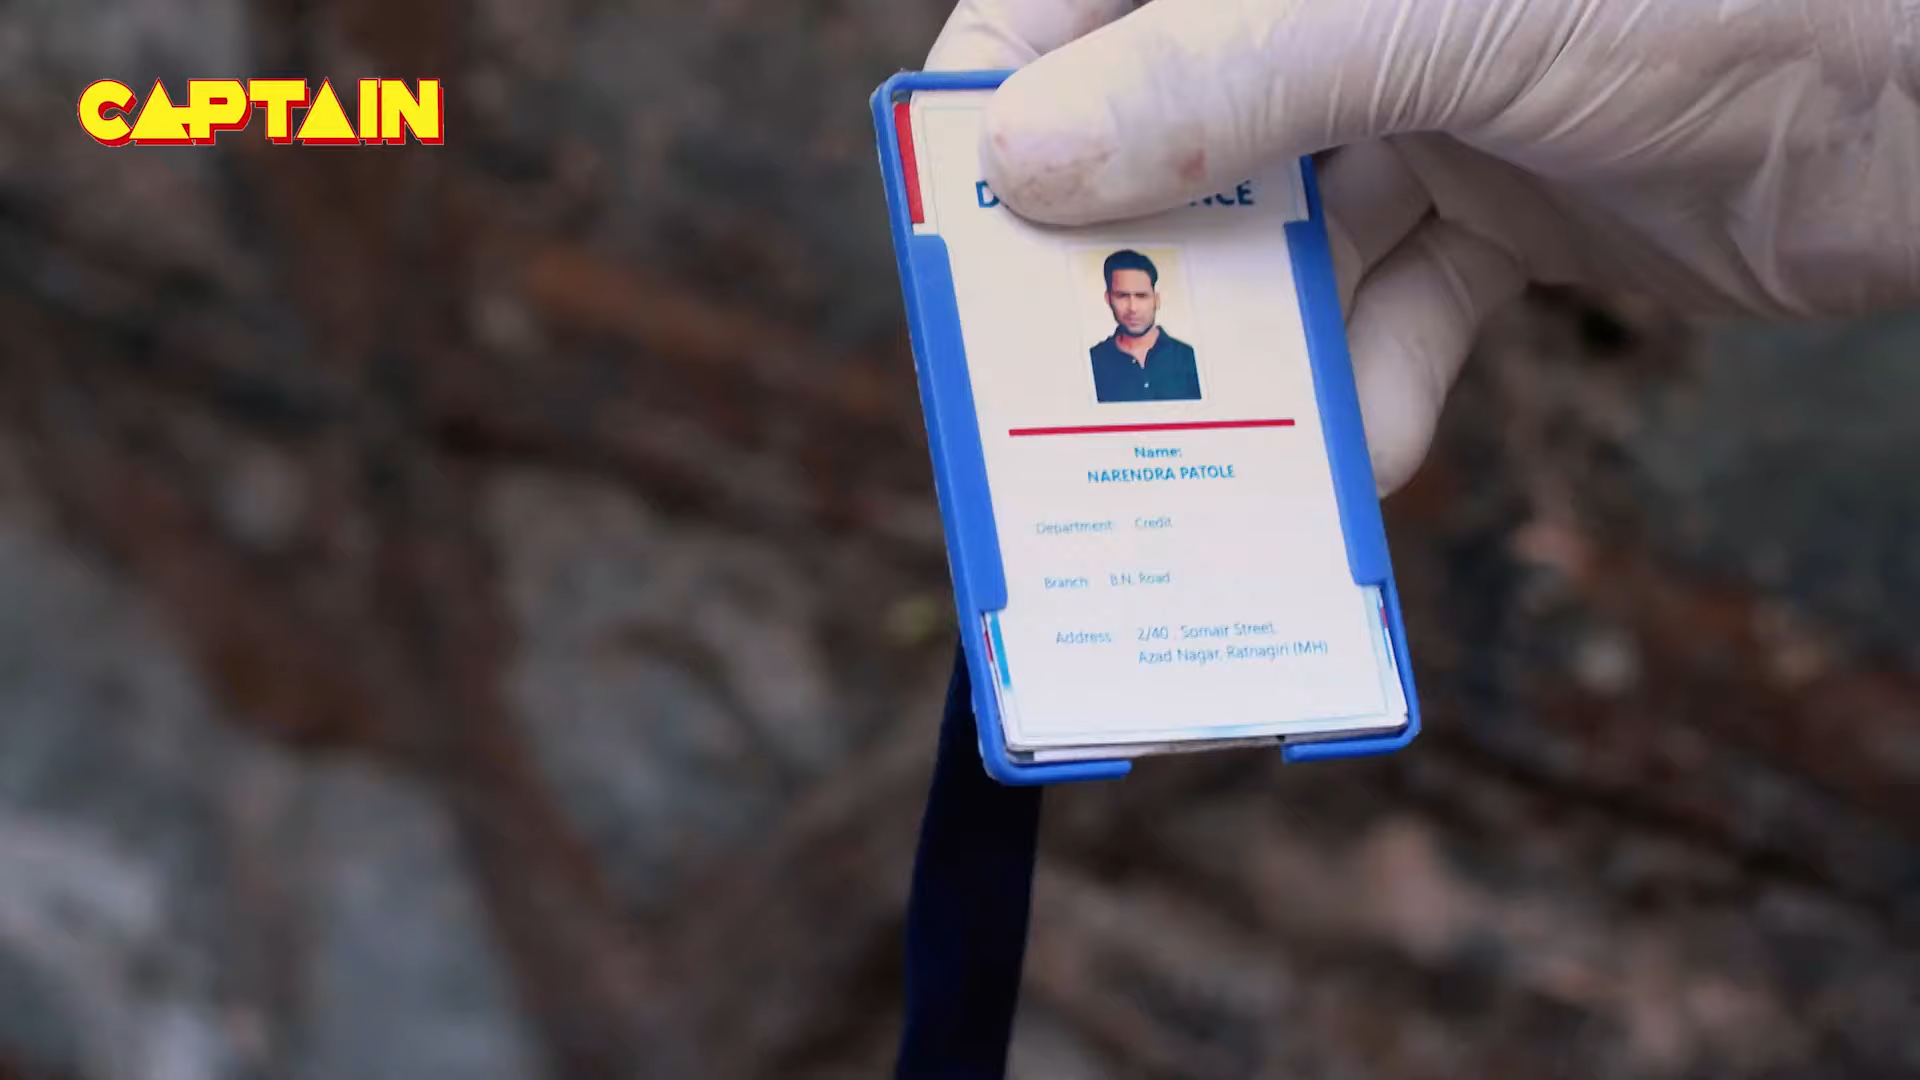 CAPTAIN
Name:
NARENDRA PATOLE
Department: Credit
Branch: B.N. Road
Address: 2/40 , Somair Street,
Azad Nagar, Ratnagiri (MH)